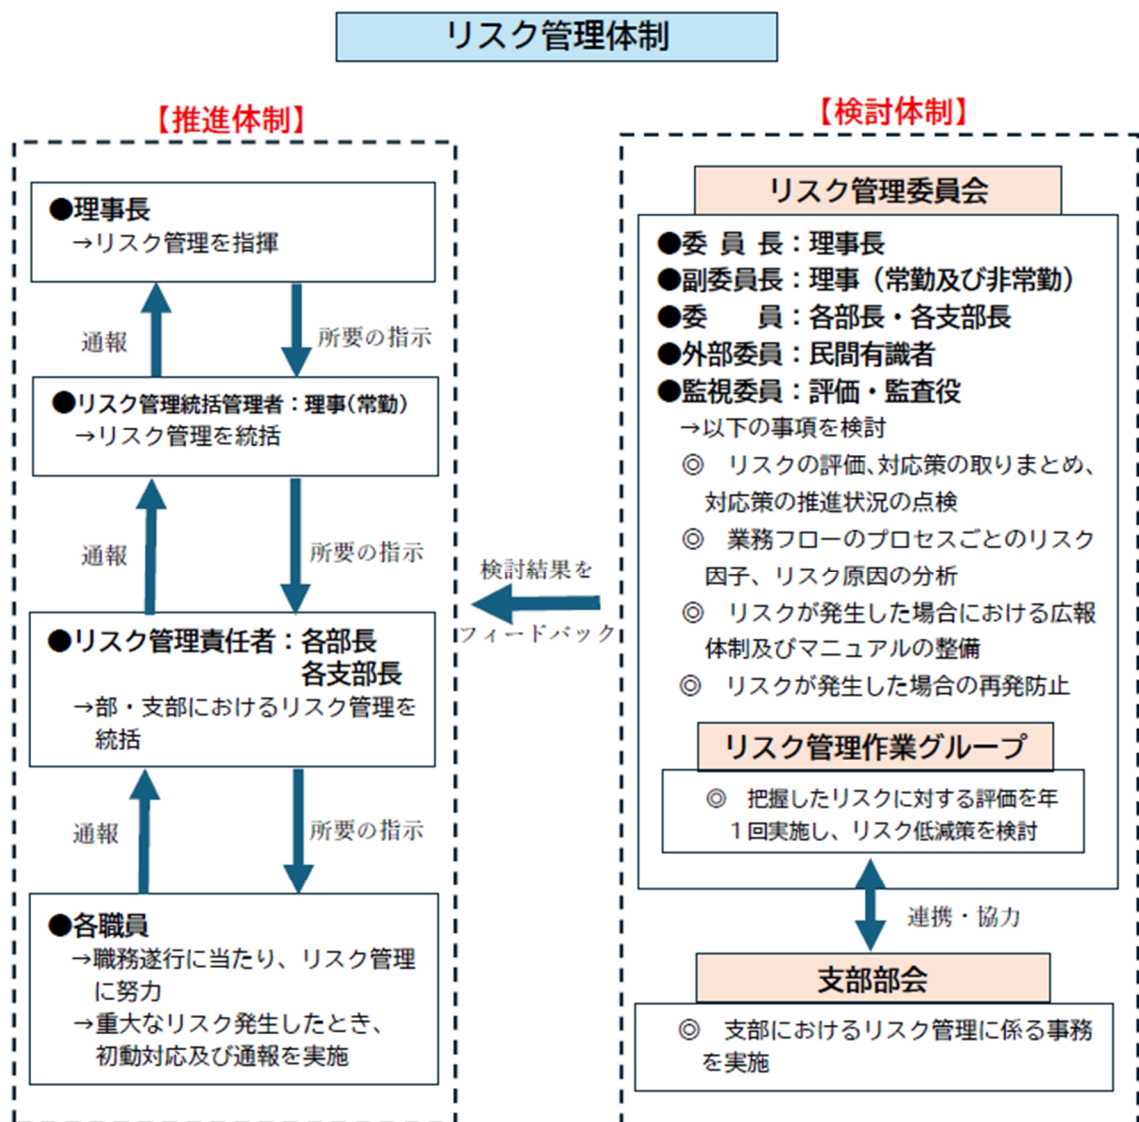 リスク管理体制
【推進体制】
●理事長
→リスク管理を指揮
通報
所要の指示
●リスク管理統括管理者：理事(常勤)
→リスク管理を統括
通報
所要の指示
●リスク管理責任者：各部長
各支部長
→部・支部におけるリスク管理を
統括
通報
所要の指示
●各職員
→職務遂行に当たり、リスク管理
に努力
→重大なリスク発生したとき、
初動対応及び通報を実施
検討結果を
フィードバック
【検討体制】
リスク管理委員会
●委 員 長：理事長
●副委員長：理事（常勤及び非常勤）
●委　　員：各部長・各支部長
●外部委員：民間有識者
●監視委員：評価・監査役
→以下の事項を検討
◎　リスクの評価、対応策の取りまとめ、
対応策の推進状況の点検
◎　業務フローのプロセスごとのリスク
因子、リスク原因の分析
◎　リスクが発生した場合における広報
体制及びマニュアルの整備
◎　リスクが発生した場合の再発防止
リスク管理作業グループ
◎　把握したリスクに対する評価を年
１回実施し、リスク低減策を検討
連携・協力
支部部会
◎　支部におけるリスク管理に係る事務
を実施